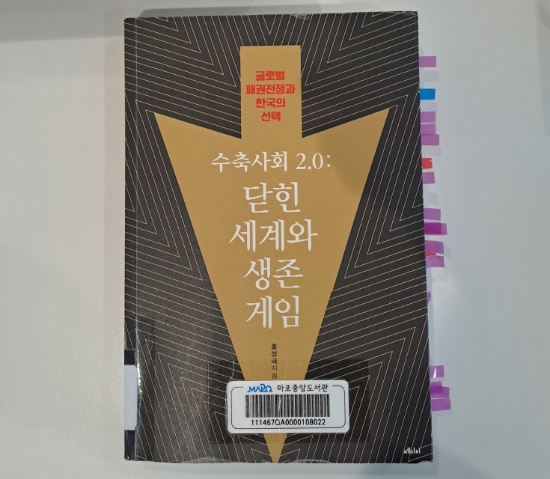 글로벌
패권전쟁과
한국의
선택
수축사회 2.0:
닫힌
세계와
생존
게임
홍성국 지음
MAPO 마포중앙도서관
111467QA0000108022